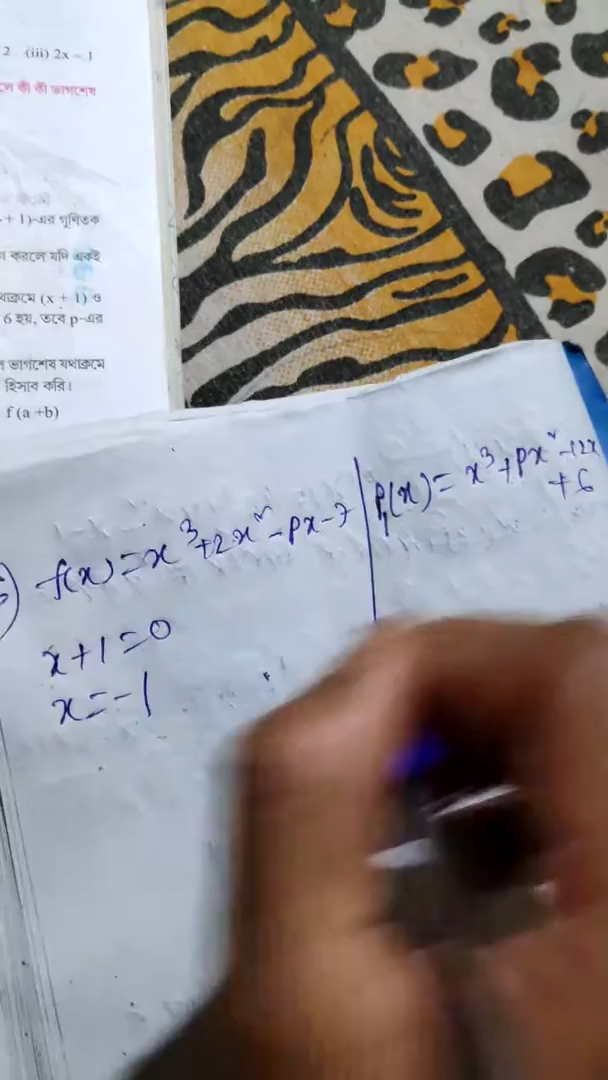 2 (iii) 2x – 1
লে কী কী ভাগশেষ
+ 1)-এর গুণিতক
করলে যদি একই
যথাক্রমে (x + 1) ও
6 হয়, তবে p-এর
ভাগশেষ যথাক্রমে
হিসাব করি।
f (a +b)
f(x) = x³+2x² - px - 7
x+1=0
x=-1
P₁(x) = x³+px²-12x
+6